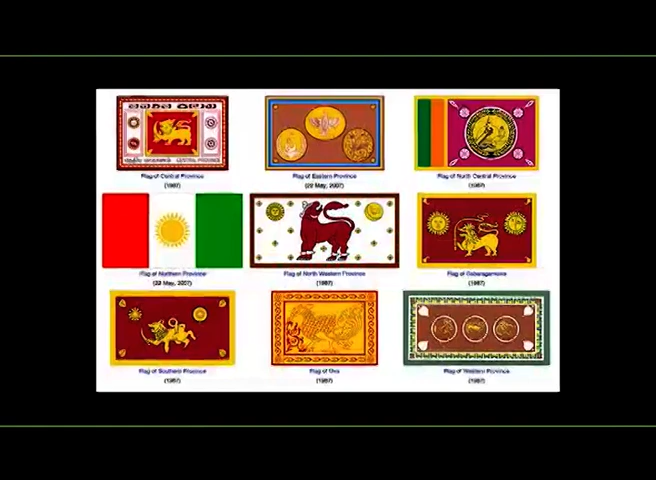 Flag of Central Province
(1987)
Flag of Eastern Province
(22 May, 2007)
Flag of North Central Province
(1987)
Flag of Northern Province
(22 May, 2007)
Flag of North Western Province
(1987)
Flag of Sabaragamuwa
(1987)
Flag of Southern Province
(1987)
Flag of Uva
(1987)
Flag of Western Province
(1987)
CENTRAL PROVINCE